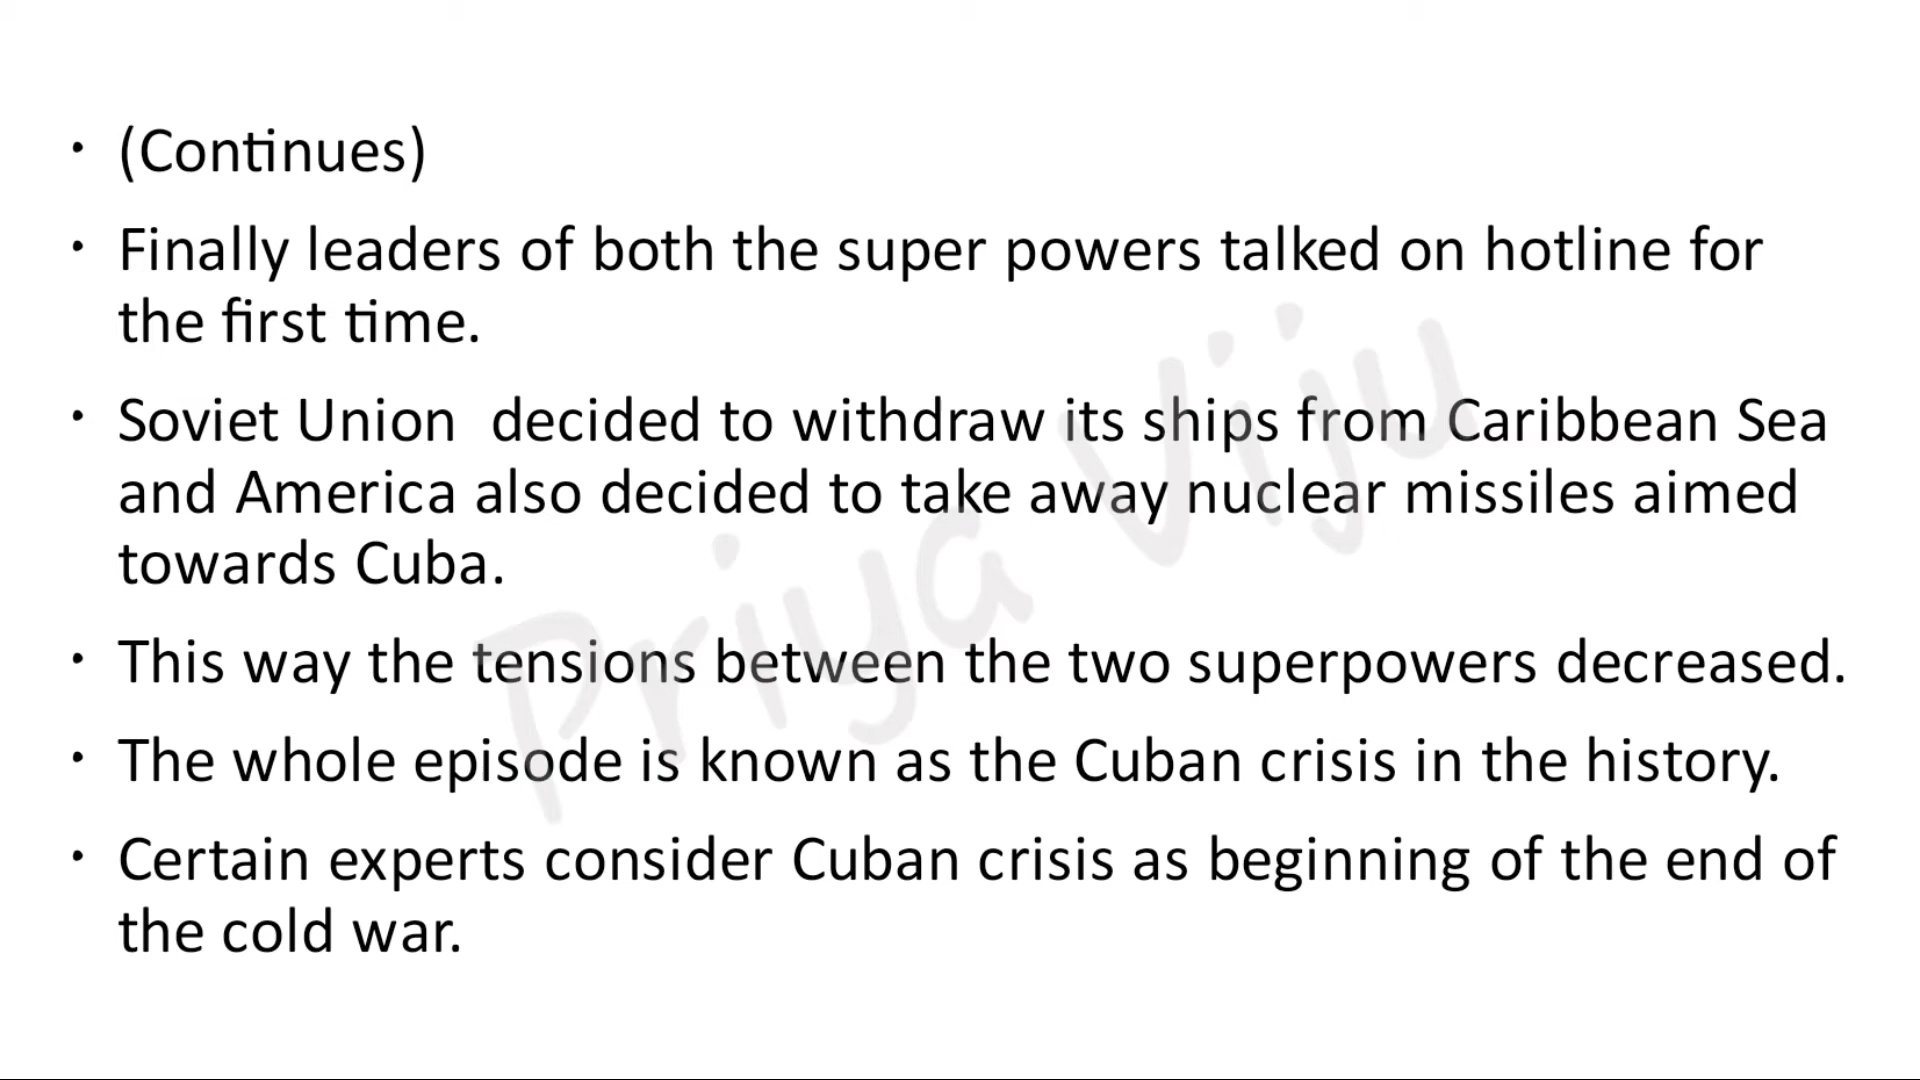 • (Continues)
• Finally leaders of both the super powers talked on hotline for
the first time.
• Soviet Union  decided to withdraw its ships from Caribbean Sea
and America also decided to take away nuclear missiles aimed
towards Cuba.
• This way the tensions between the two superpowers decreased.
• The whole episode is known as the Cuban crisis in the history.
• Certain experts consider Cuban crisis as beginning of the end of
the cold war.
Priya Viju